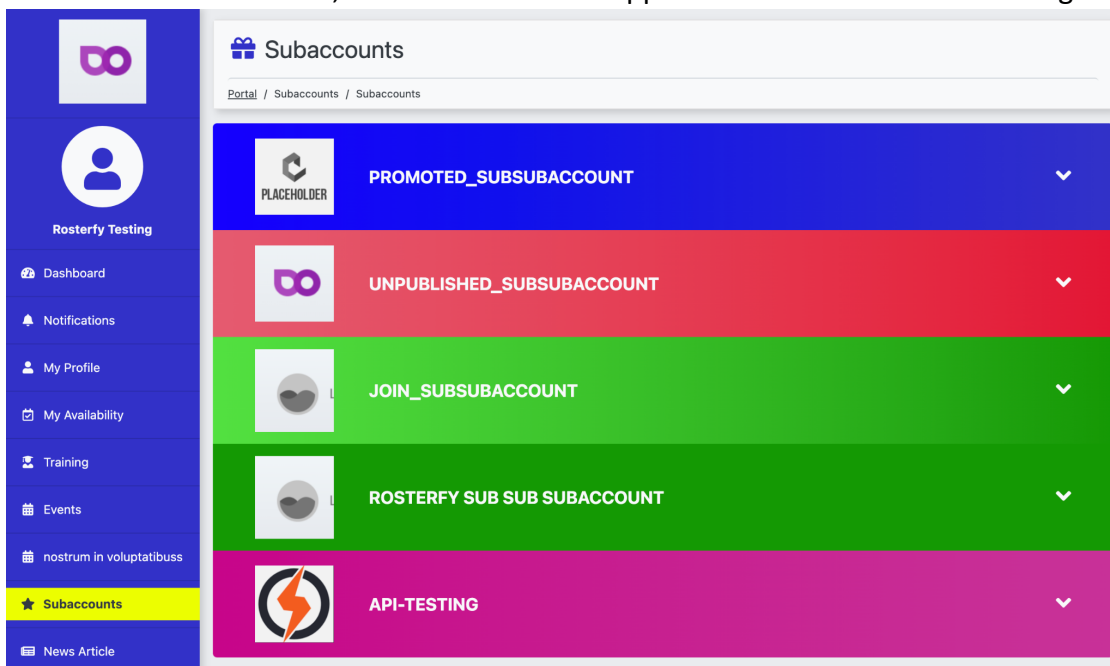 Subaccounts
Portal / Subaccounts / Subaccounts
PLACEHOLDER
PROMOTED_SUBSUBACCOUNT
Rosterfy Testing
UNPUBLISHED_SUBSUBACCOUNT
Dashboard
Notifications
My Profile
JOIN_SUBSUBACCOUNT
L
My Availability
Training
ROSTERFY SUB SUB SUBACCOUNT
L
Events
nostrum in voluptatibuss
Subaccounts
API-TESTING
News Article